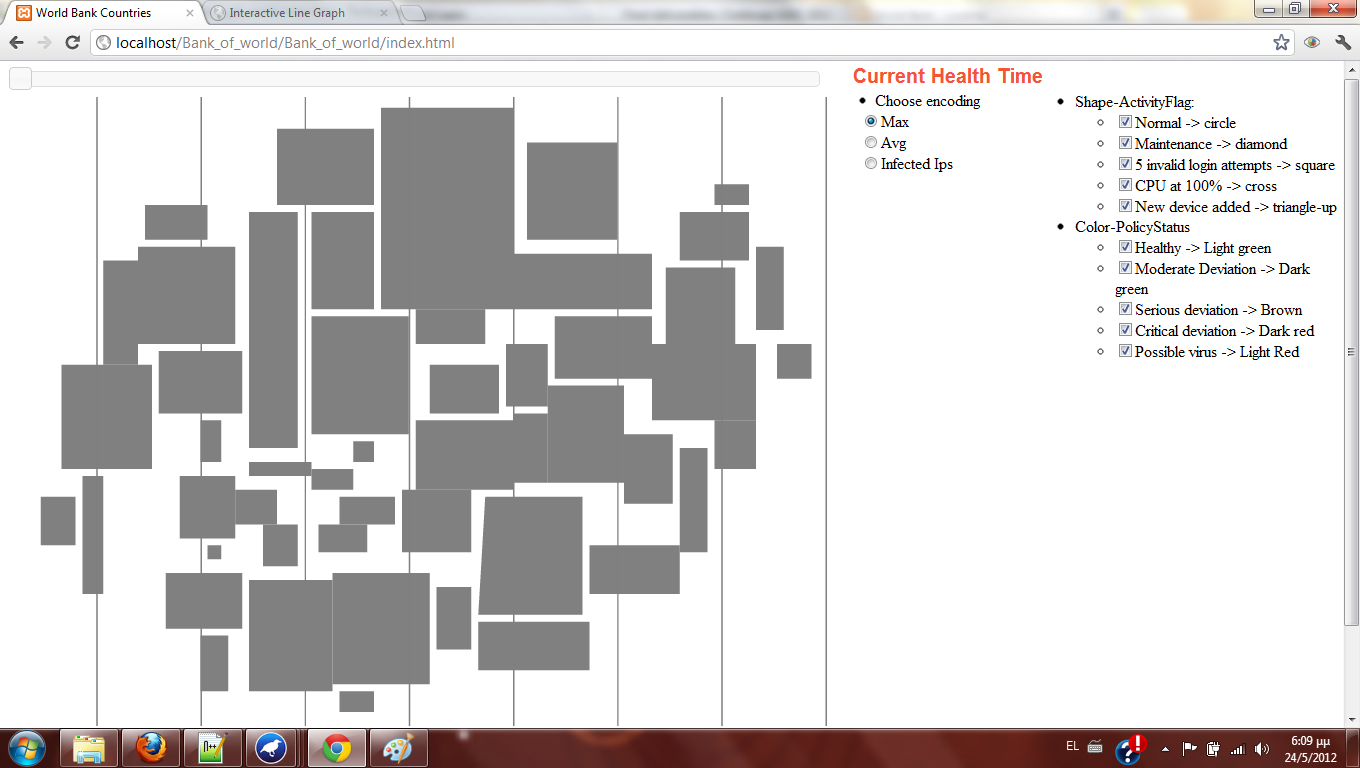 World Bank Countries
Interactive Line Graph
localhost/Bank_of_world/Bank_of_world/index.html
Current Health Time
Choose encoding
Max
Avg
Infected Ips
Shape-ActivityFlag:
Normal -> circle
Maintenance -> diamond
5 invalid login attempts -> square
CPU at 100% -> cross
New device added -> triangle-up
Color-PolicyStatus
Healthy -> Light green
Moderate Deviation -> Dark
green
Serious deviation -> Brown
Critical deviation -> Dark red
Possible virus -> Light Red
EL
6:09 μμ
24/5/2012